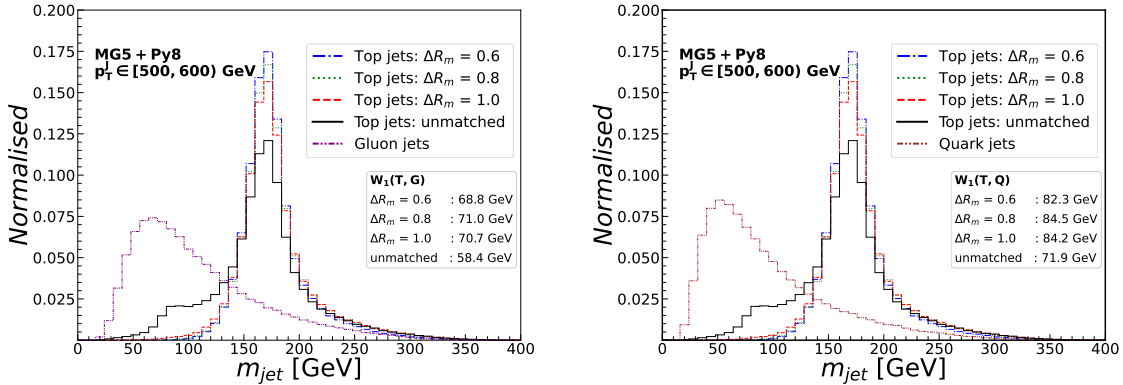 0.200
0.175
0.150
0.125
0.100
0.075
0.050
0.025
Normalised
MG5 + Py8
p_T^J ∈ [500, 600) GeV
Top jets: ΔR_m = 0.6
Top jets: ΔR_m = 0.8
Top jets: ΔR_m = 1.0
Top jets: unmatched
Gluon jets
W_1(T, G)
ΔR_m = 0.6 : 68.8 GeV
ΔR_m = 0.8 : 71.0 GeV
ΔR_m = 1.0 : 70.7 GeV
unmatched : 58.4 GeV
0 50 100 150 200 250 300 350 400
m_jet [GeV]
0.200
0.175
0.150
0.125
0.100
0.075
0.050
0.025
Normalised
MG5 + Py8
p_T^J ∈ [500, 600) GeV
Top jets: ΔR_m = 0.6
Top jets: ΔR_m = 0.8
Top jets: ΔR_m = 1.0
Top jets: unmatched
Quark jets
W_1(T, Q)
ΔR_m = 0.6 : 82.3 GeV
ΔR_m = 0.8 : 84.5 GeV
ΔR_m = 1.0 : 84.2 GeV
unmatched : 71.9 GeV
0 50 100 150 200 250 300 350 400
m_jet [GeV]